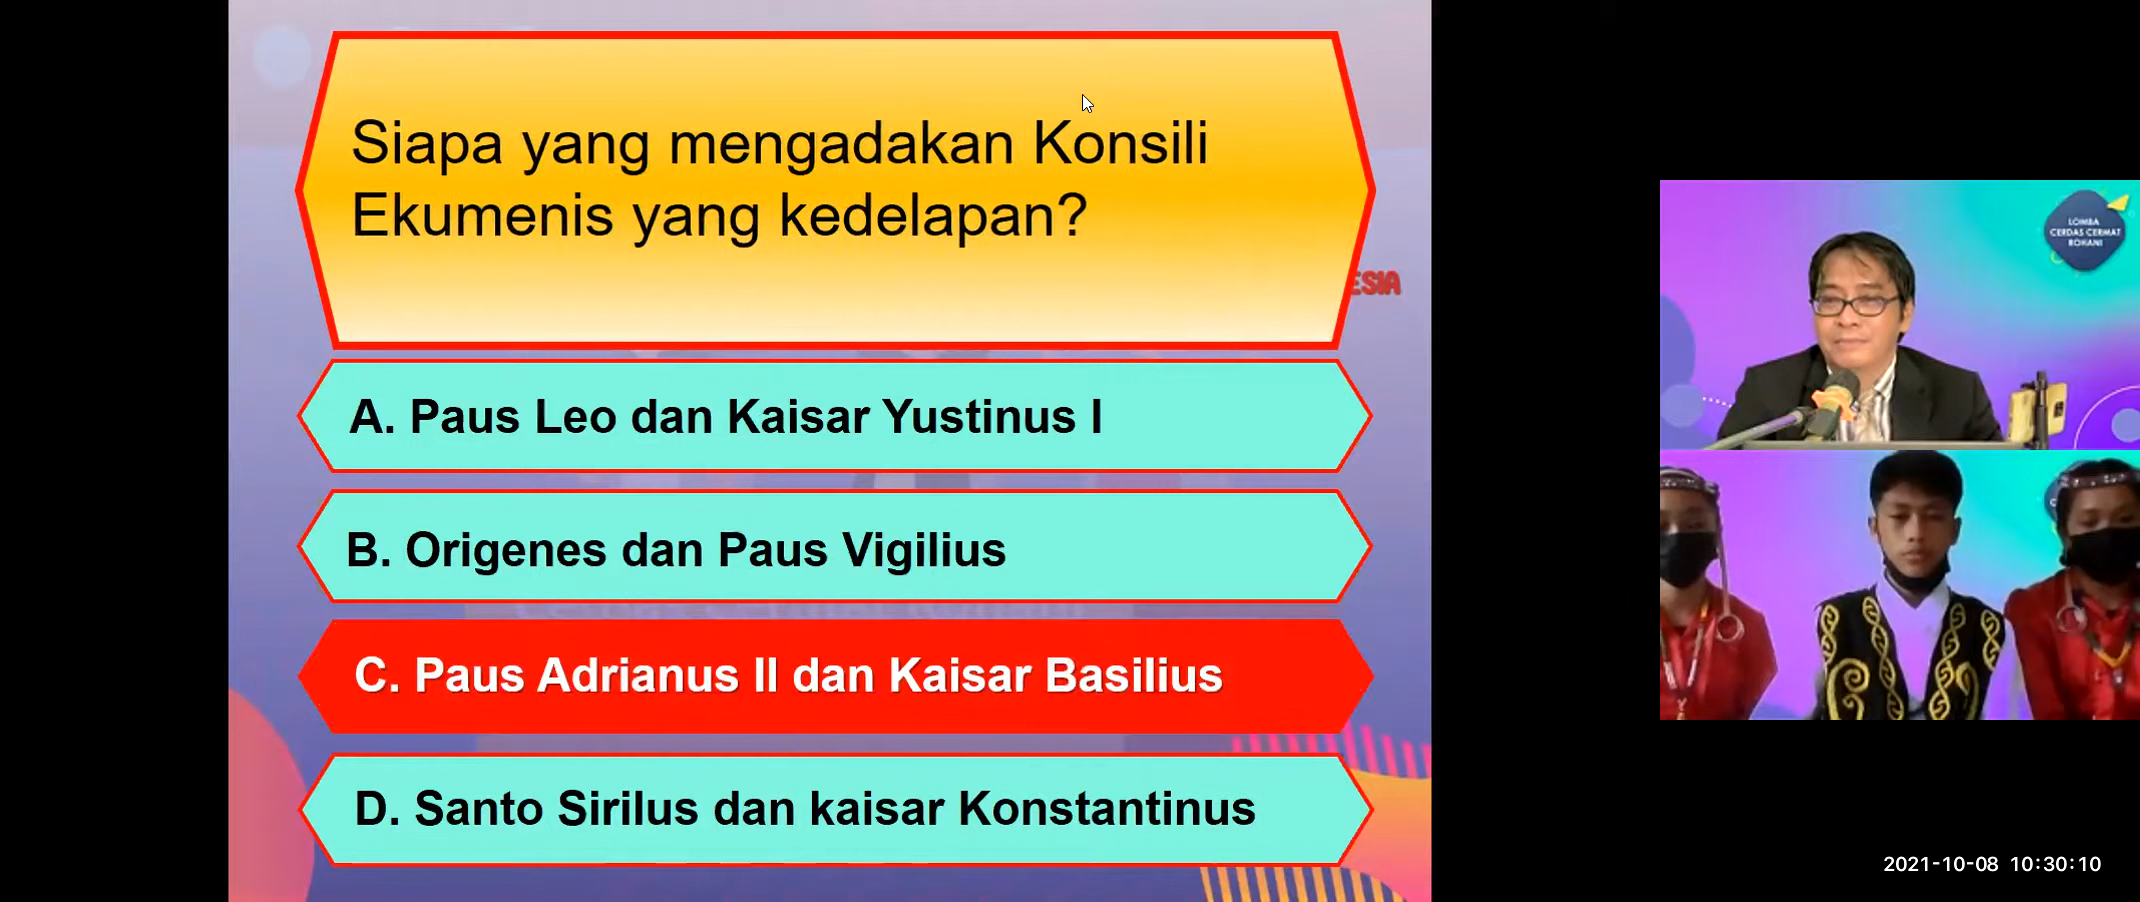 Siapa yang mengadakan Konsili
Ekumenis yang kedelapan?
ESIA
A. Paus Leo dan Kaisar Yustinus I
B. Origenes dan Paus Vigilius
C. Paus Adrianus II dan Kaisar Basilius
D. Santo Sirilus dan kaisar Konstantinus
LOMBA
CERDAS CERMAT
ROHANI
2021-10-08 10:30:10